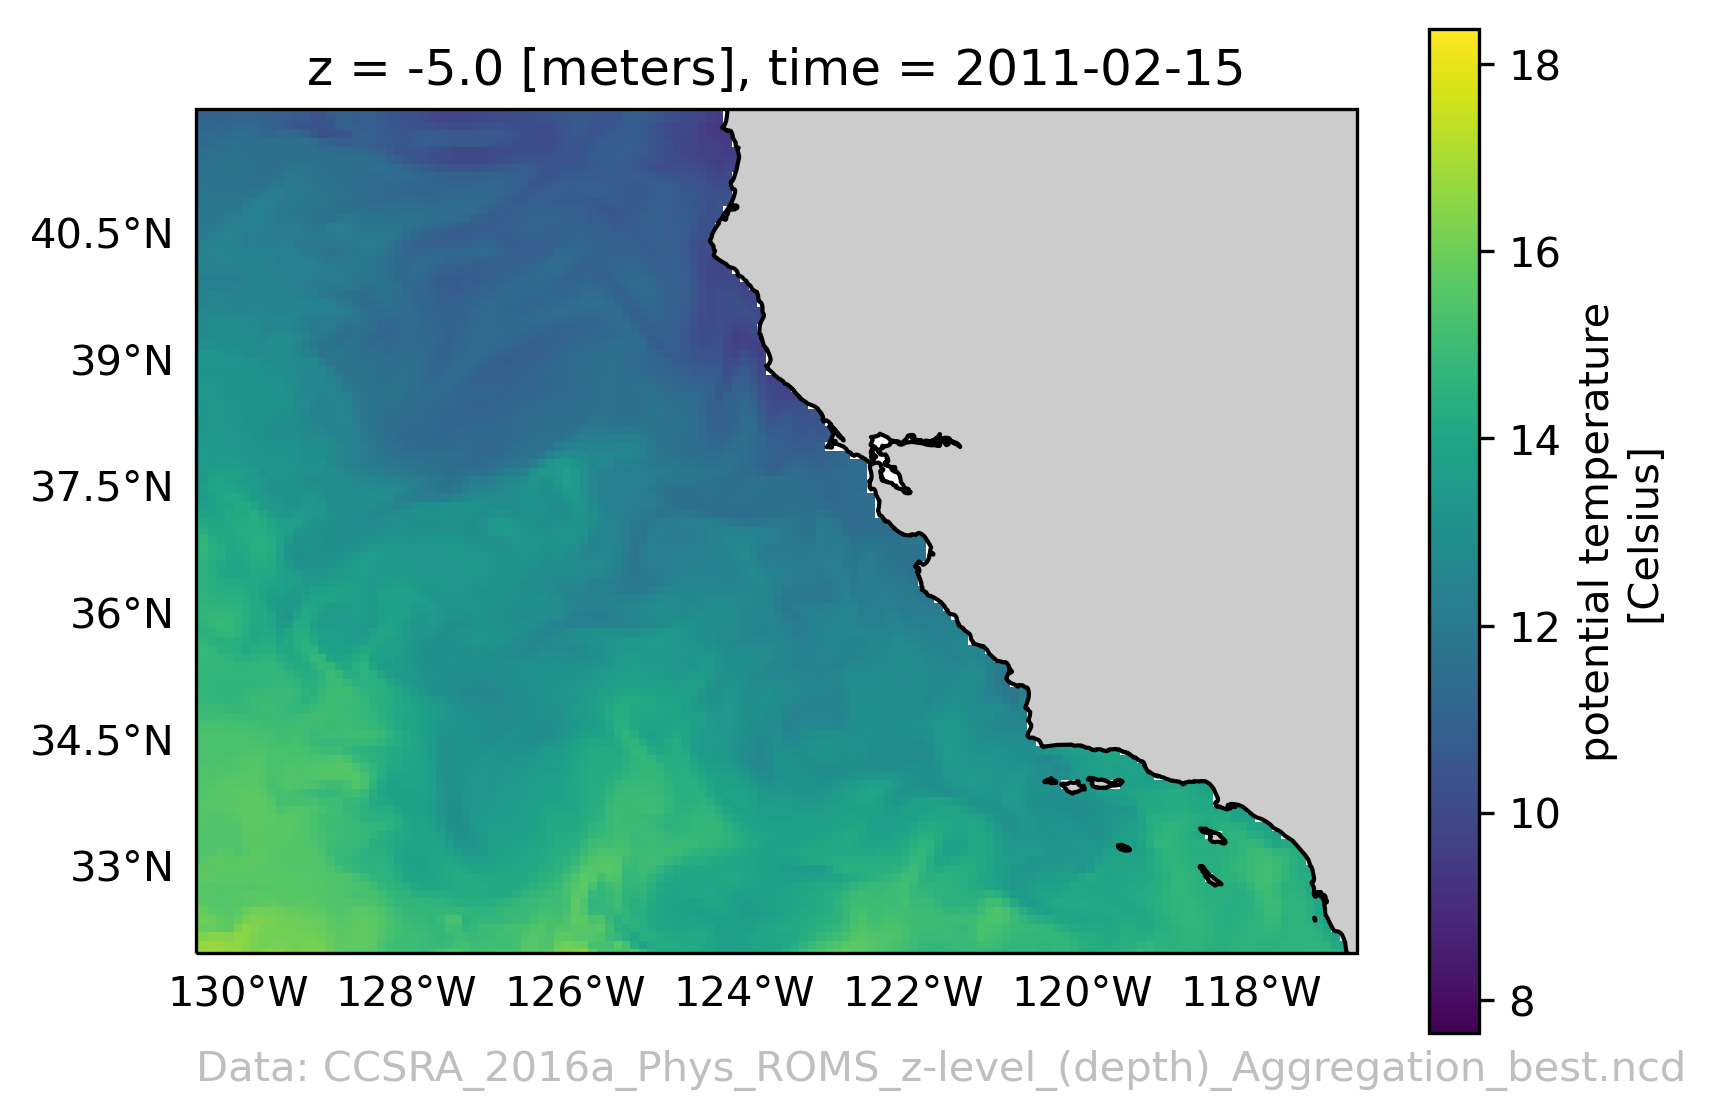 z = -5.0 [meters], time = 2011-02-15
40.5°N
39°N
37.5°N
36°N
34.5°N
33°N
130°W 128°W 126°W 124°W 122°W 120°W 118°W
18
16
14
12
10
8
potential temperature
[Celsius]
Data: CCSRA_2016a_Phys_ROMS_z-level_(depth)_Aggregation_best.ncd